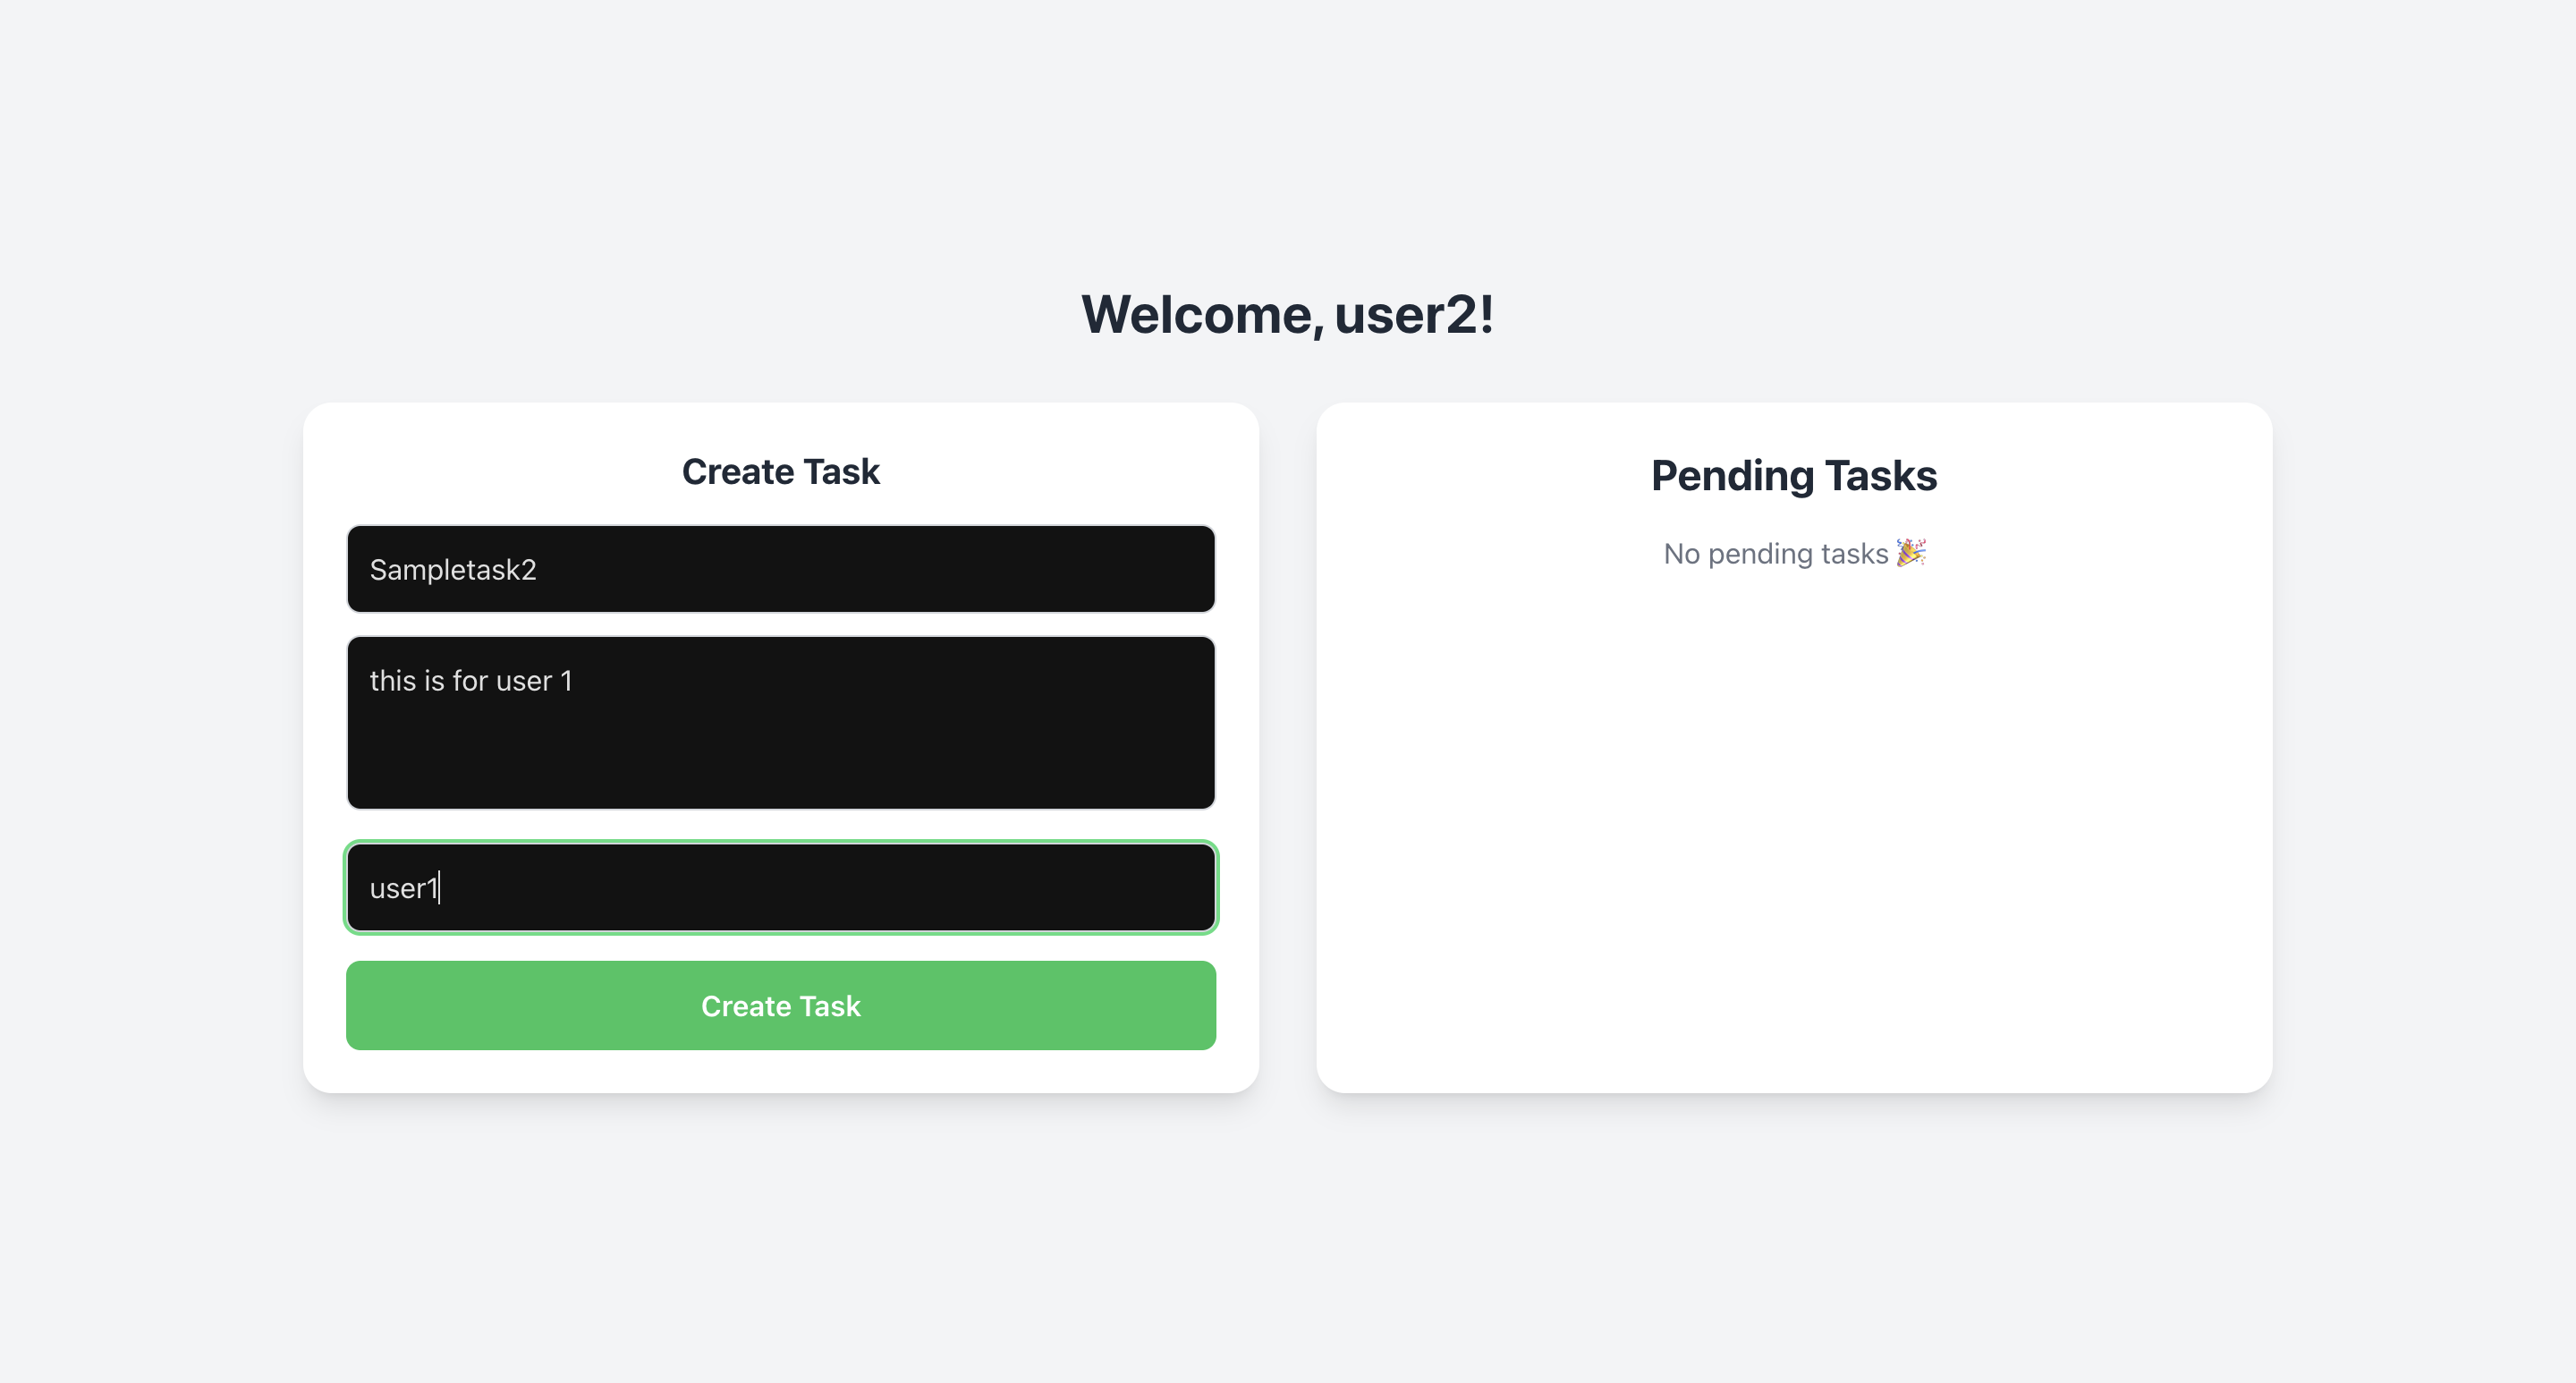 Welcome, user2!
Create Task
Sampletask2
this is for user 1
user1
Create Task
Pending Tasks
No pending tasks 🎉